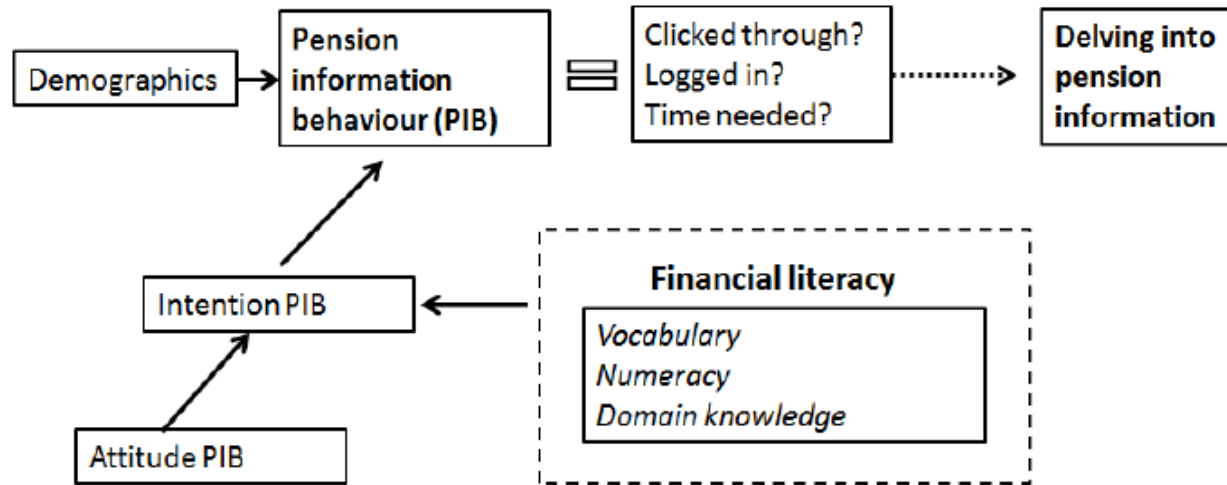 Demographics
Pension
information
behaviour (PIB)
Clicked through?
Logged in?
Time needed?
Delving into
pension
information
Intention PIB
Financial literacy
Vocabulary
Numeracy
Domain knowledge
Attitude PIB